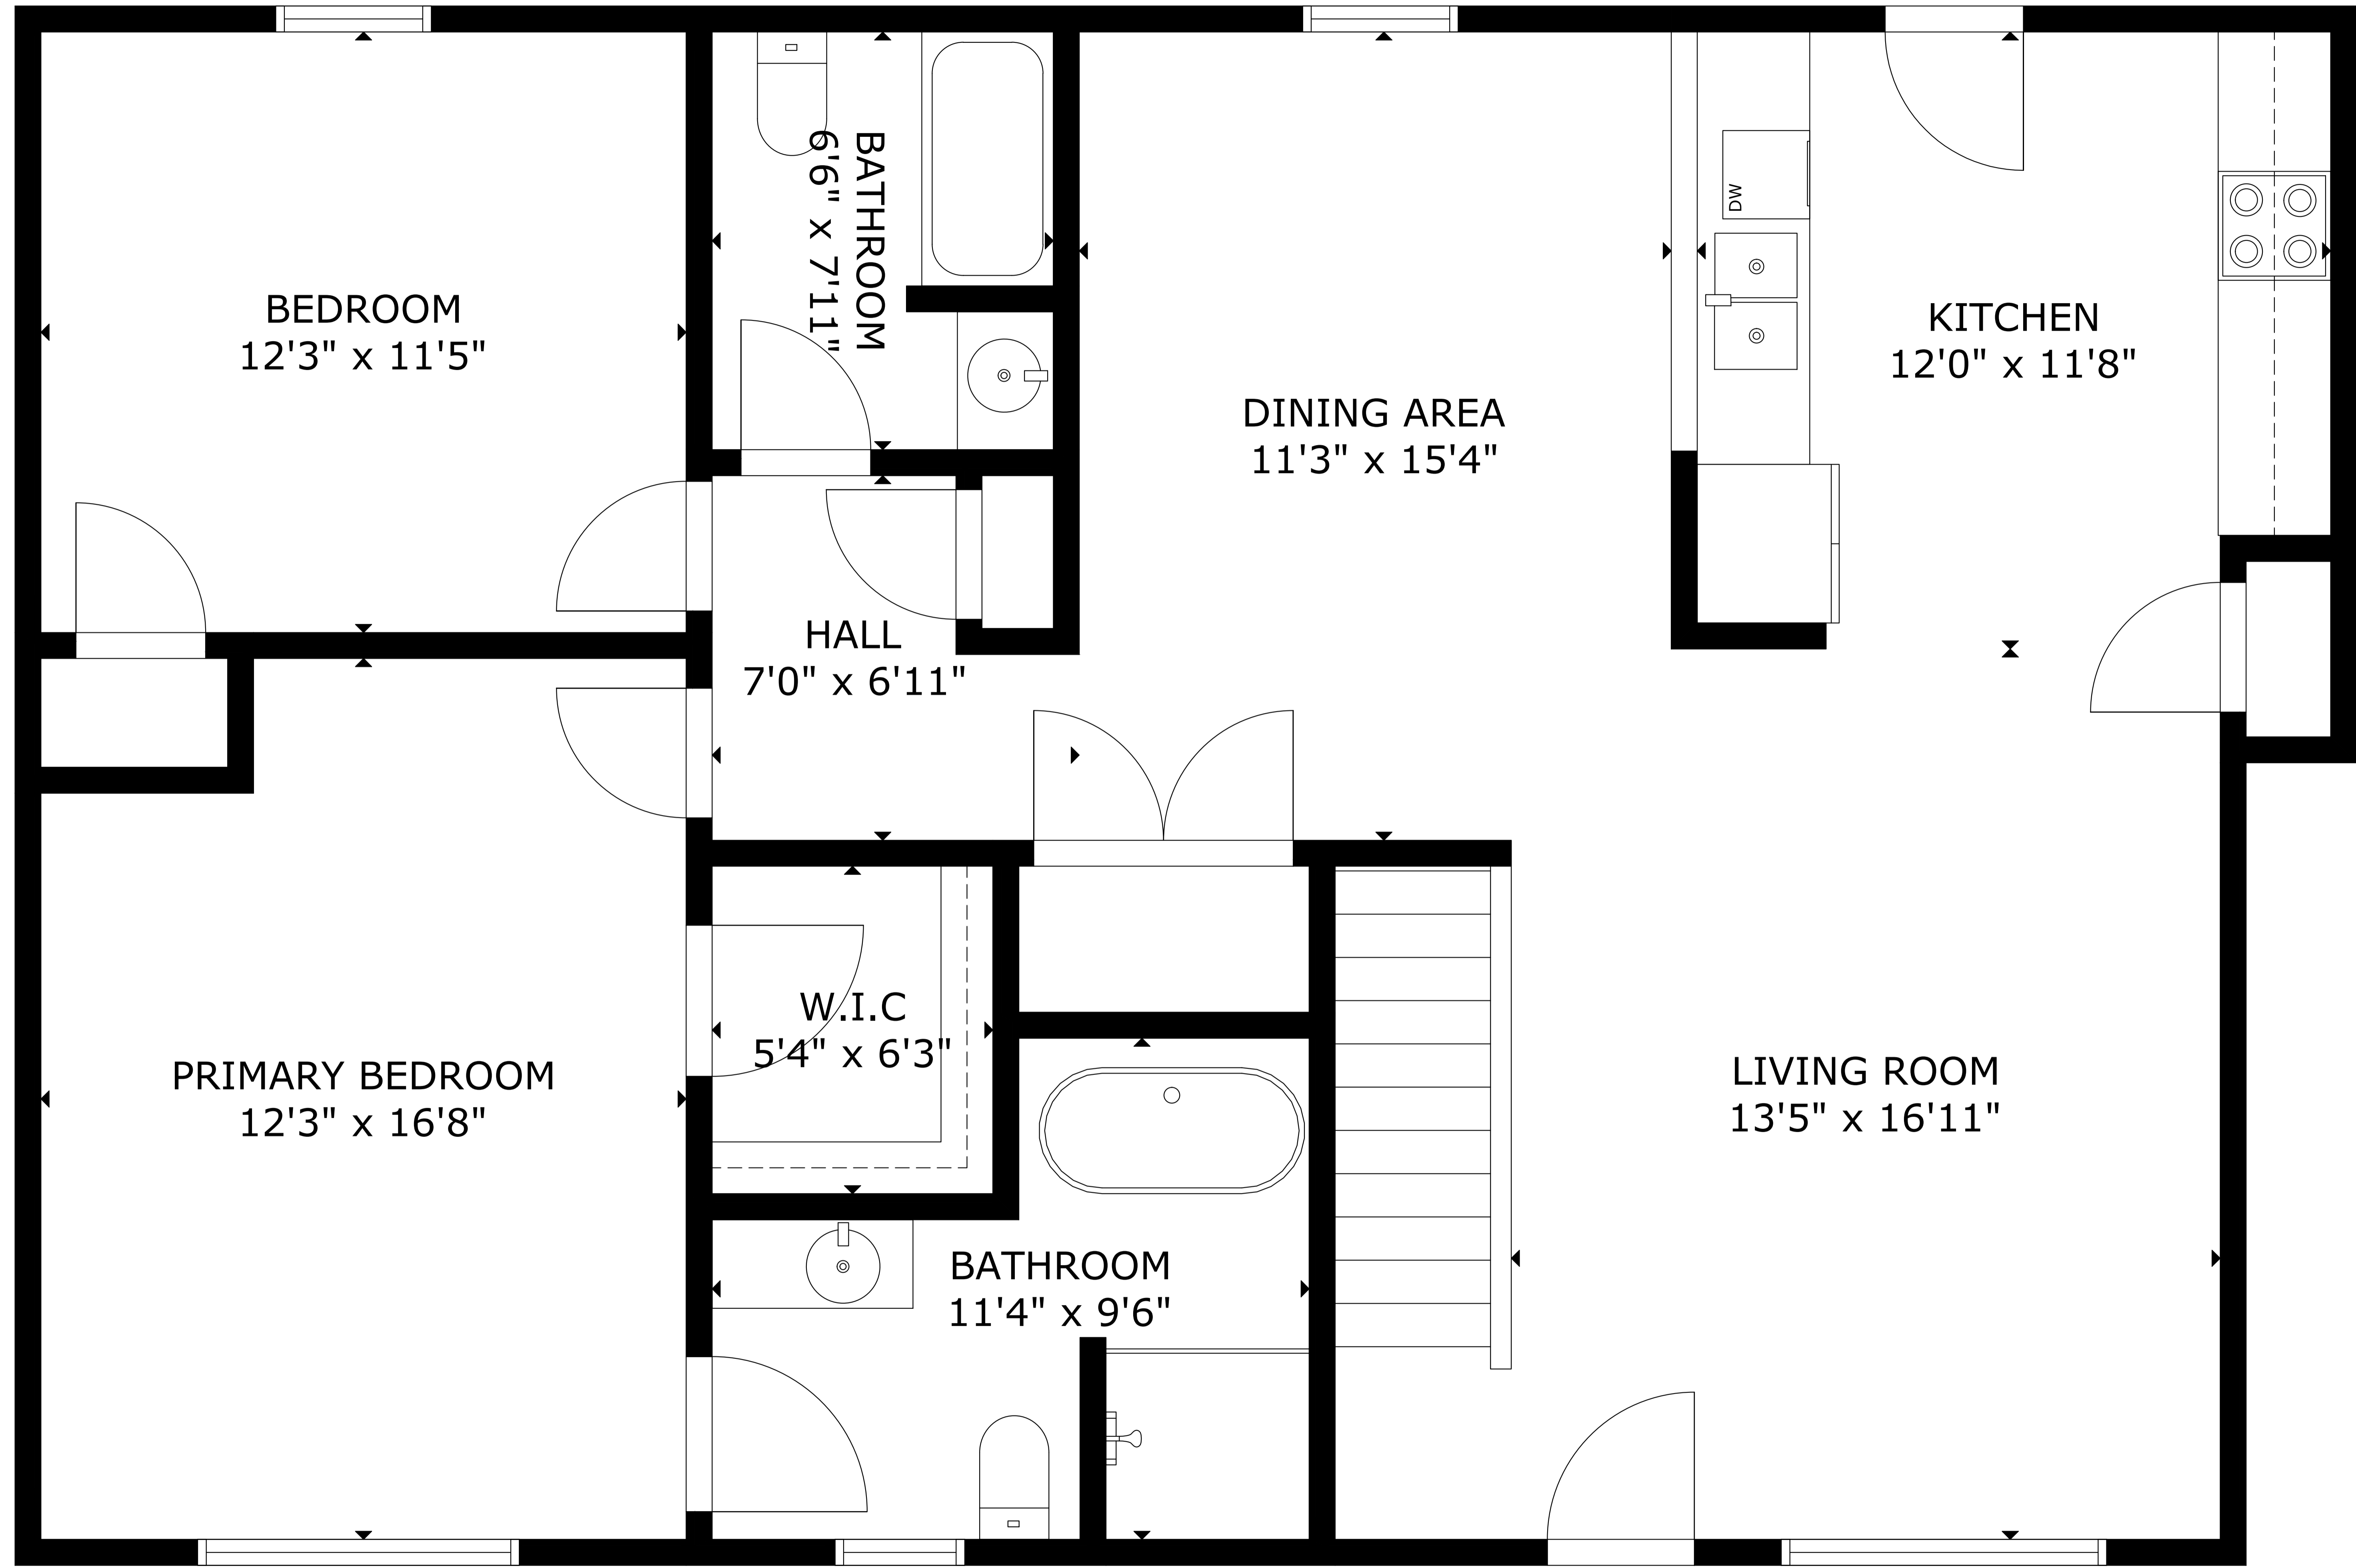 BEDROOM
12'3" x 11'5"
BATHROOM
6'6" x 7'11"
DW
KITCHEN
12'0" x 11'8"
DINING AREA
11'3" x 15'4"
HALL
7'0" x 6'11"
W.I.C
5'4" x 6'3"
PRIMARY BEDROOM
12'3" x 16'8"
LIVING ROOM
13'5" x 16'11"
BATHROOM
11'4" x 9'6"